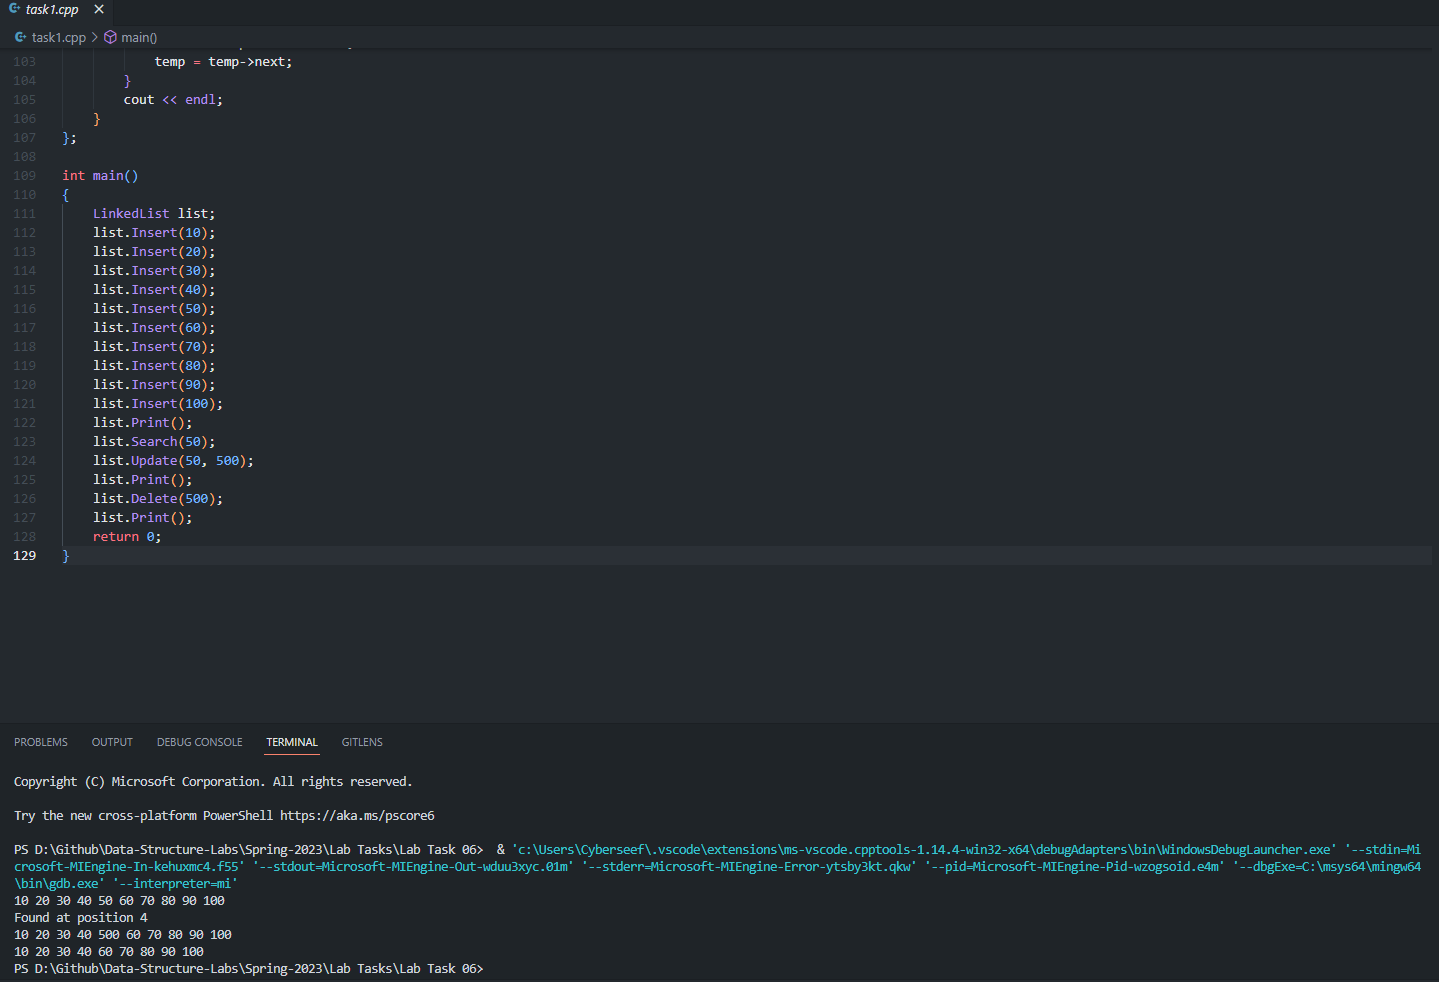 task1.cpp
task1.cpp > main()
103 temp = temp->next;
104 }
105 cout << endl;
106 }
107 };
108
109 int main()
110 {
111 LinkedList list;
112 list.Insert(10);
113 list.Insert(20);
114 list.Insert(30);
115 list.Insert(40);
116 list.Insert(50);
117 list.Insert(60);
118 list.Insert(70);
119 list.Insert(80);
120 list.Insert(90);
121 list.Insert(100);
122 list.Print();
123 list.Search(50);
124 list.Update(50, 500);
125 list.Print();
126 list.Delete(500);
127 list.Print();
128 return 0;
129 }
PROBLEMS OUTPUT DEBUG CONSOLE TERMINAL GITLENS
Copyright (C) Microsoft Corporation. All rights reserved.
Try the new cross-platform PowerShell https://aka.ms/pscore6
PS D:\Github\Data-Structure-Labs\Spring-2023\Lab Tasks\Lab Task 06> & 'c:\Users\Cyberseef\.vscode\extensions\ms-vscode.cpptools-1.14.4-win32-x64\debugAdapters\bin\WindowsDebugLauncher.exe' '--stdin=Mi
crosoft-MIEngine-In-kehuxmc4.f55' '--stdout=Microsoft-MIEngine-Out-wduu3xyc.01m' '--stderr=Microsoft-MIEngine-Error-ytsby3kt.qkw' '--pid=Microsoft-MIEngine-Pid-wzogsoid.e4m' '--dbgExe=C:\msys64\mingw64
\bin\gdb.exe' '--interpreter=mi'
10 20 30 40 50 60 70 80 90 100
Found at position 4
10 20 30 40 500 60 70 80 90 100
10 20 30 40 60 70 80 90 100
PS D:\Github\Data-Structure-Labs\Spring-2023\Lab Tasks\Lab Task 06>